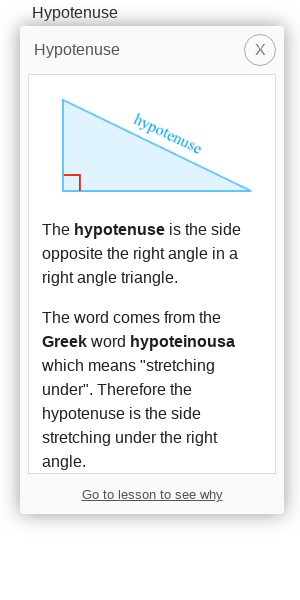 Hypotenuse
Hypotenuse
X
hypotenuse
The hypotenuse is the side
opposite the right angle in a
right angle triangle.
The word comes from the
Greek word hypoteinousa
which means "stretching
under". Therefore the
hypotenuse is the side
stretching under the right
angle.
Go to lesson to see why